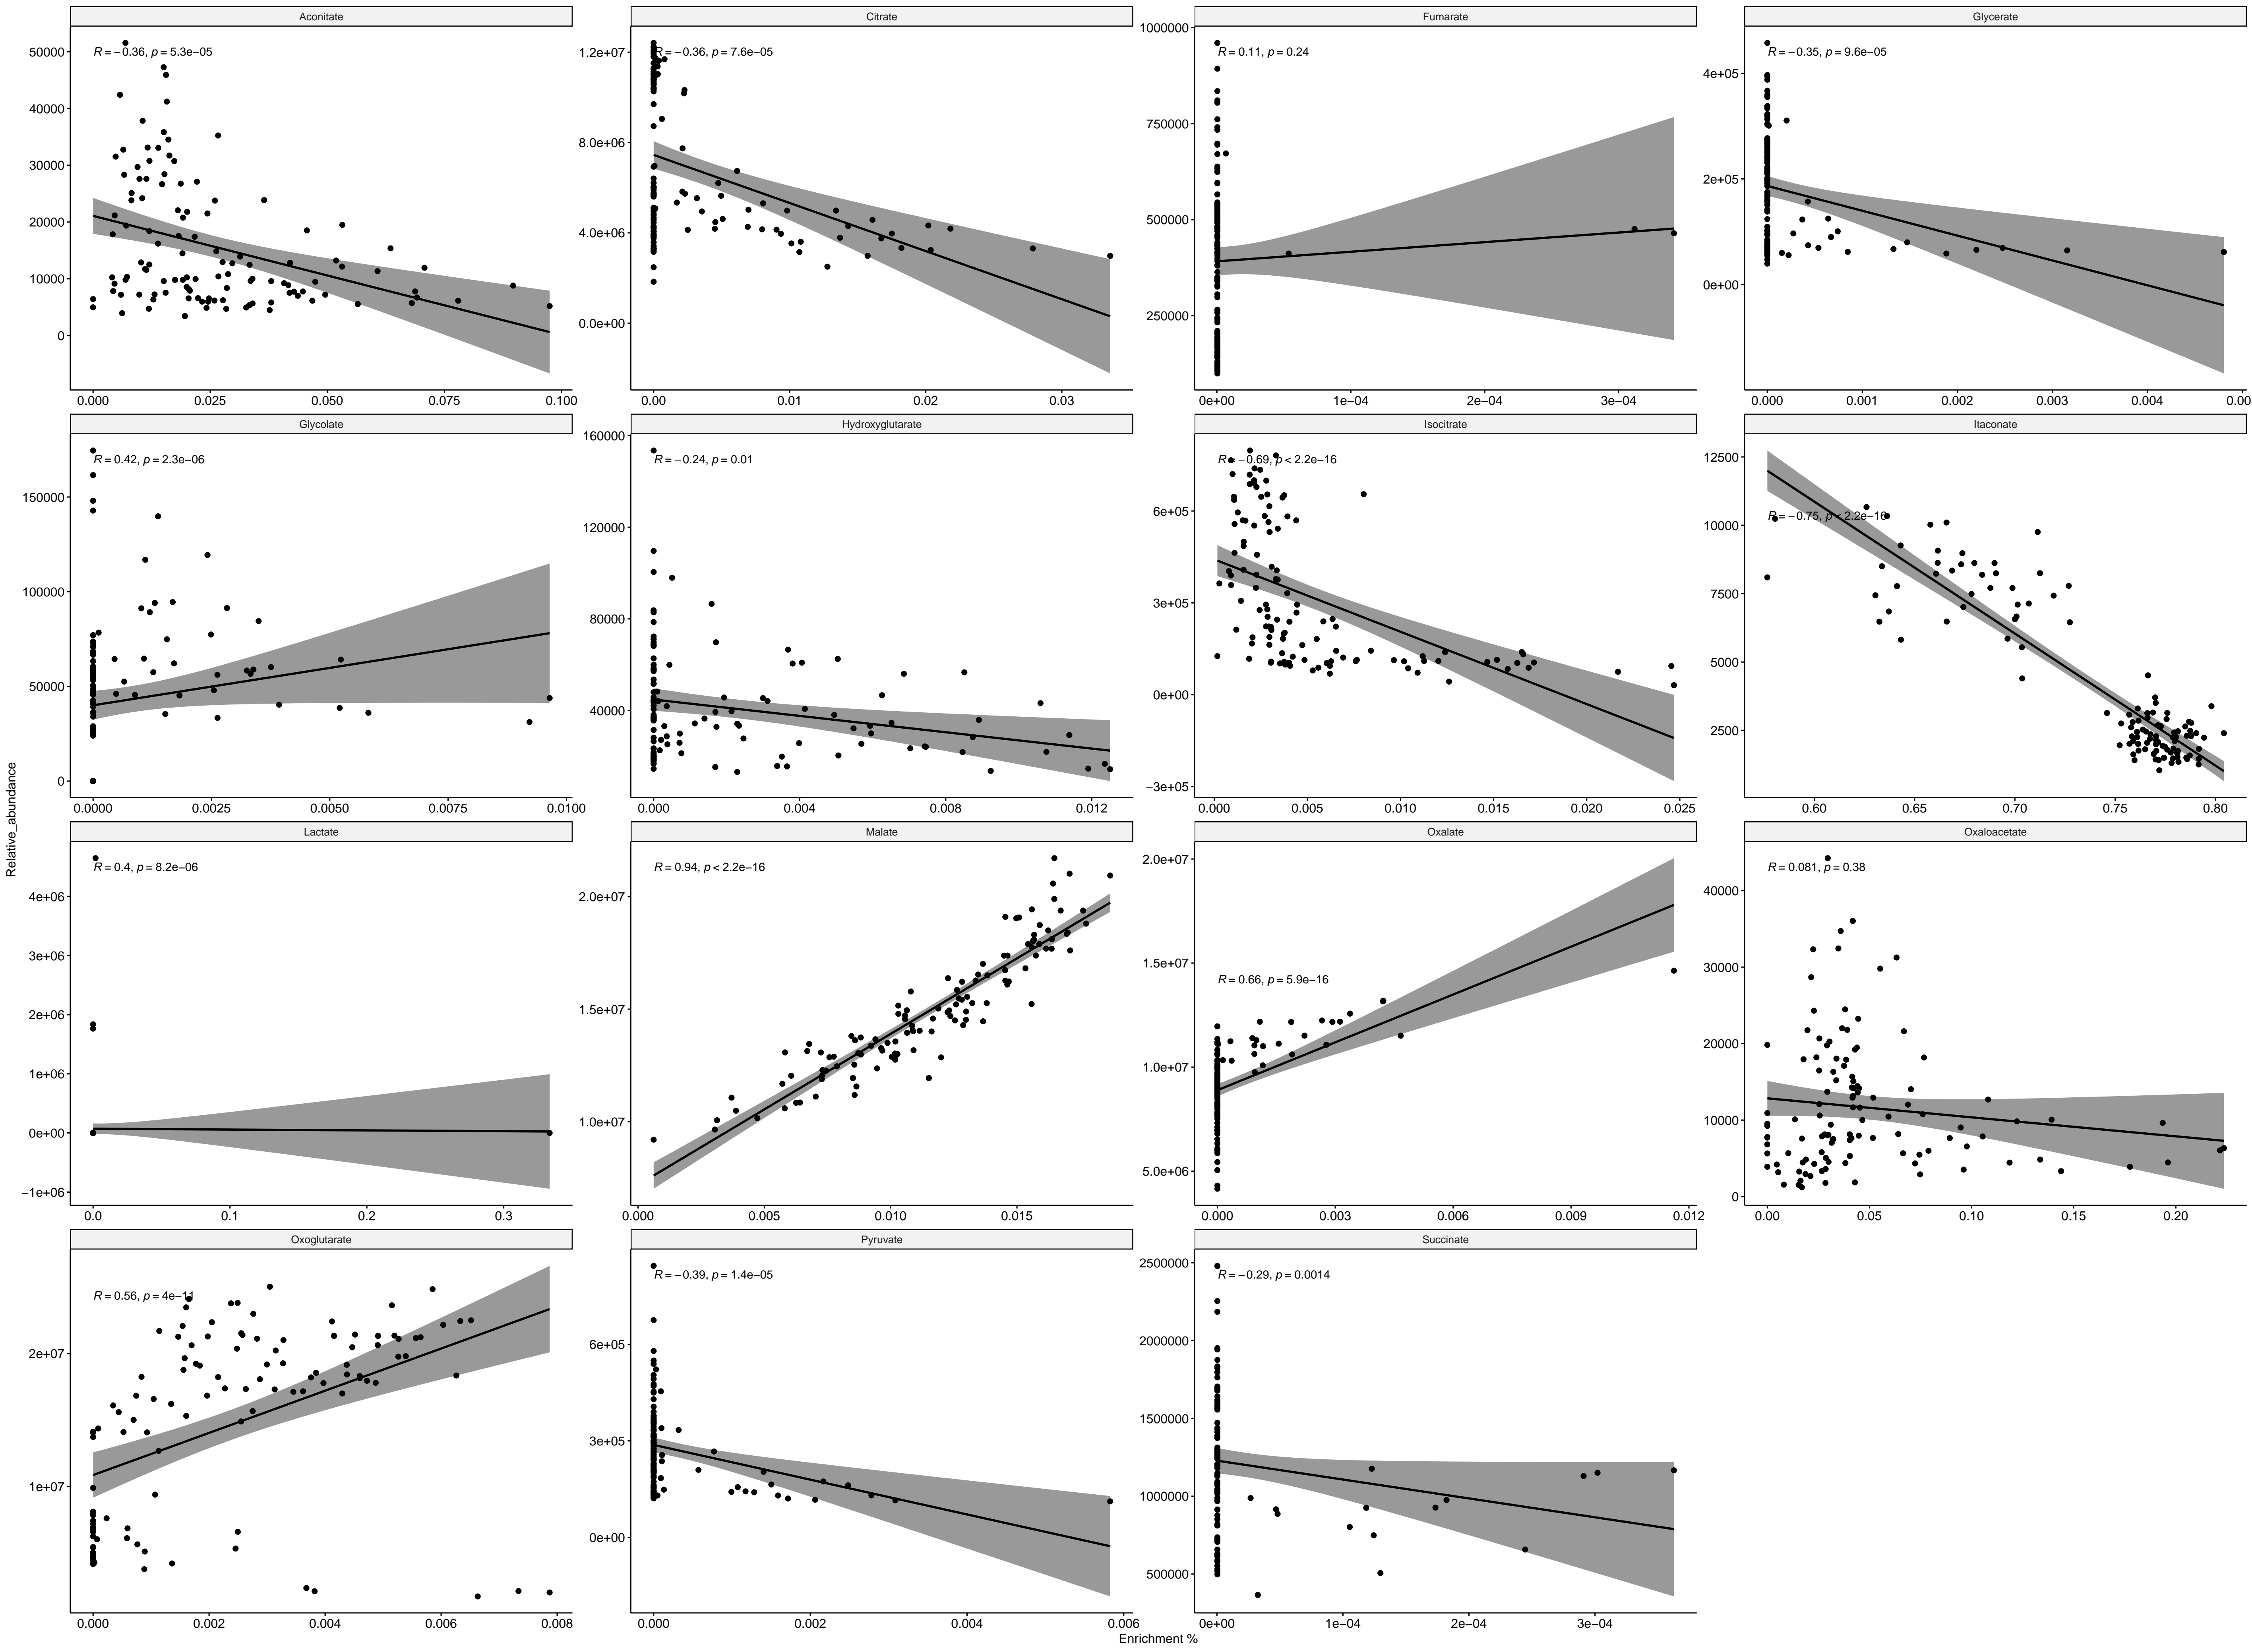 Aconitate
Citrate
Fumarate
Glycerate
R = −0.36, p = 5.3e−05
R = −0.36, p = 7.6e−05
R = 0.11, p = 0.24
R = −0.35, p = 9.6e−05
50000
40000
30000
20000
10000
0
1.2e+07
8.0e+06
4.0e+06
0.0e+00
1000000
750000
500000
250000
4e+05
2e+05
0e+00
0.000 0.025 0.050 0.075 0.100
0.00 0.01 0.02 0.03
0e+00 1e−04 2e−04 3e−04
0.000 0.001 0.002 0.003 0.004 0.00
Glycolate
Hydroxyglutarate
Isocitrate
Itaconate
R = 0.42, p = 2.3e−06
R = −0.24, p = 0.01
R = −0.69, p < 2.2e−16
R = −0.75, p < 2.2e−16
150000
100000
50000
0
160000
120000
80000
40000
6e+05
3e+05
0e+00
−3e+05
12500
10000
7500
5000
2500
0.0000 0.0025 0.0050 0.0075 0.0100
0.000 0.004 0.008 0.012
0.000 0.005 0.010 0.015 0.020 0.025
0.60 0.65 0.70 0.75 0.80
Relative_abundance
Lactate
Malate
Oxalate
Oxaloacetate
R = 0.4, p = 8.2e−06
R = 0.94, p < 2.2e−16
R = 0.66, p = 5.9e−16
R = 0.081, p = 0.38
4e+06
3e+06
2e+06
1e+06
0e+00
−1e+06
2.0e+07
1.5e+07
1.0e+07
2.0e+07
1.5e+07
1.0e+07
5.0e+06
40000
30000
20000
10000
0
0.0 0.1 0.2 0.3
0.000 0.005 0.010 0.015
0.000 0.003 0.006 0.009 0.012
0.00 0.05 0.10 0.15 0.20
Oxoglutarate
Pyruvate
Succinate
R = 0.56, p = 4e−11
R = −0.39, p = 1.4e−05
R = −0.29, p = 0.0014
2e+07
1e+07
6e+05
3e+05
0e+00
2500000
2000000
1500000
1000000
500000
0.000 0.002 0.004 0.006 0.008
0.000 0.002 0.004 0.006
0e+00 1e−04 2e−04 3e−04
Enrichment %